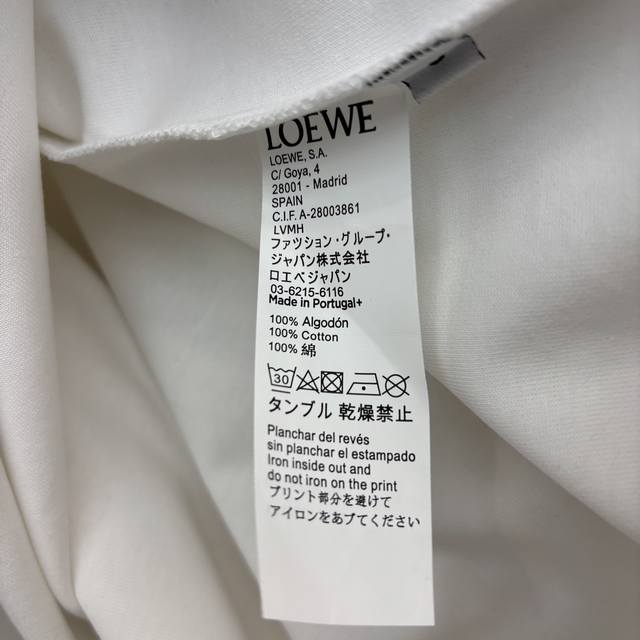 LOEWE
LOEWE, S.A.
C/ Goya, 4
28001 - Madrid
SPAIN
C.I.F. A-28003861
LVMH
ファツション・グループ・
ジャパン株式会社
ロエベジャパン
03-6215-6116
Made in Portugal+
100% Algodón
100% Cotton
100% 綿
30
タンブル 乾燥禁止
Planchar del revés
sin planchar el estampado
Iron inside out and
do not iron on the print
プリント部分を避けて
アイロンをあブてください